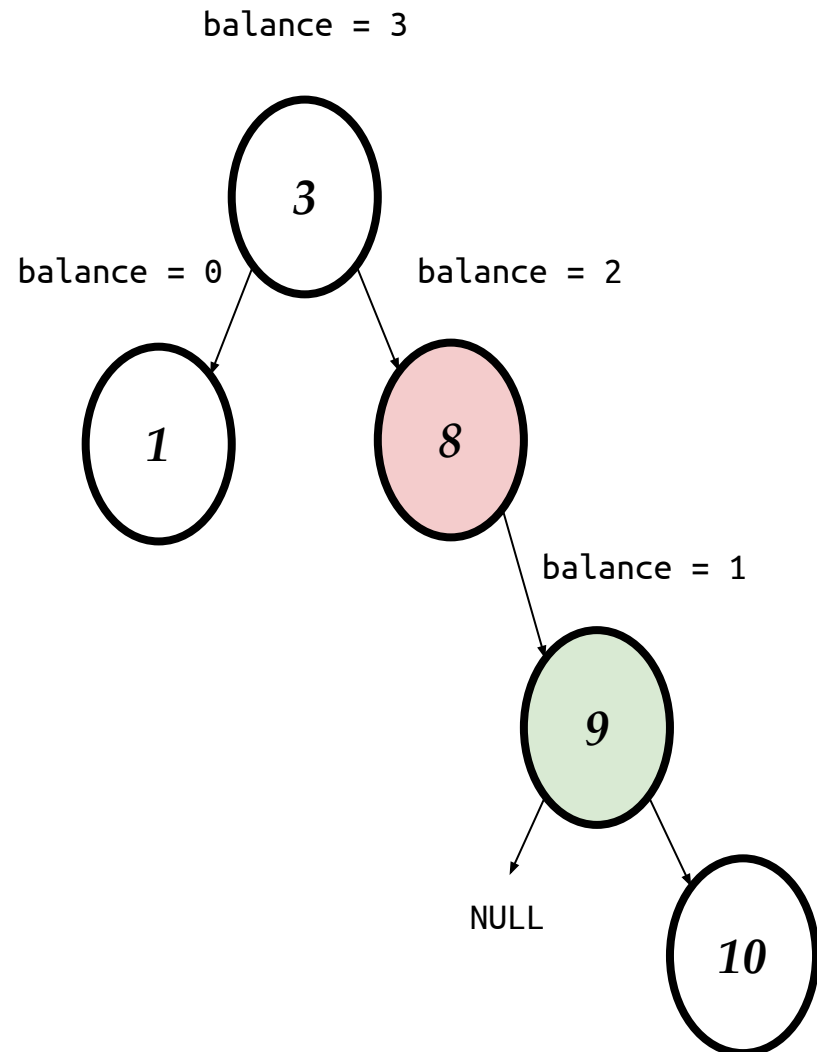 balance = 3
3
balance = 0
balance = 2
1
8
balance = 1
9
NULL
10